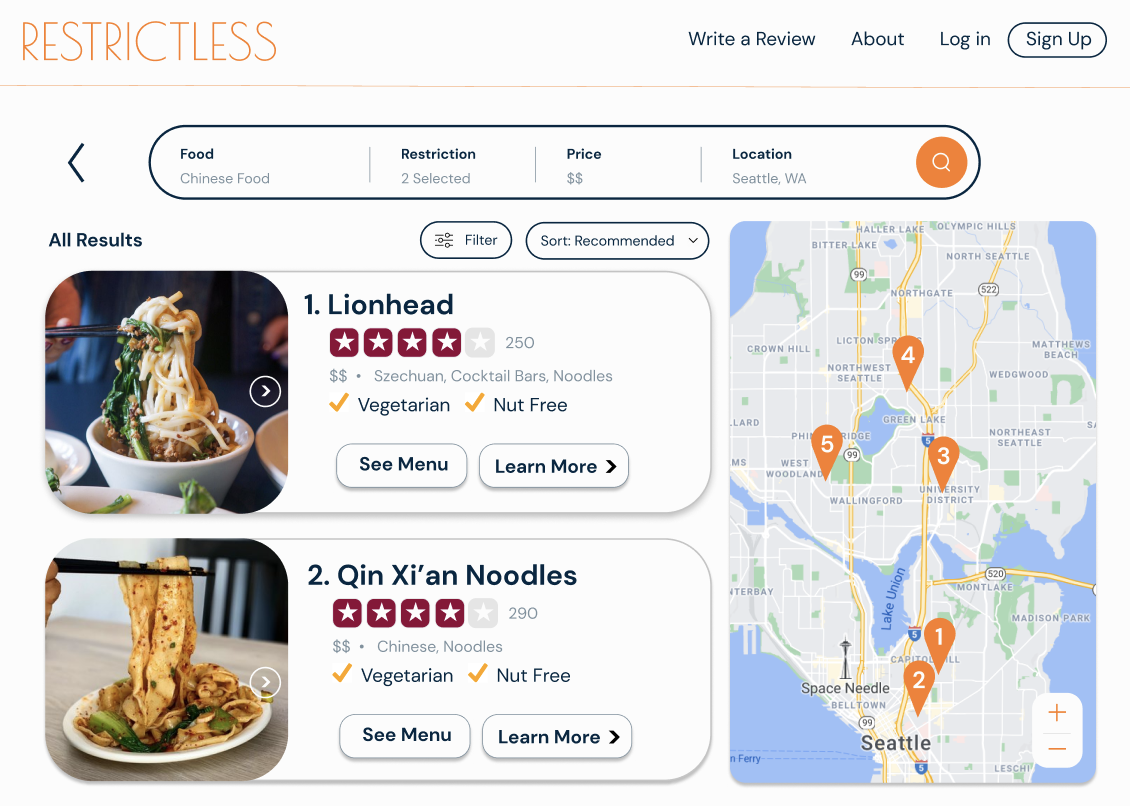 RESTRICTLESS
Write a Review
About
Log in
Sign Up
Food
Chinese Food
Restriction
2 Selected
Price
$$
Location
Seattle, WA
All Results
Filter
Sort: Recommended
1. Lionhead
250
$$ • Szechuan, Cocktail Bars, Noodles
Vegetarian
Nut Free
See Menu
Learn More
2. Qin Xi’an Noodles
290
$$ • Chinese, Noodles
Vegetarian
Nut Free
See Menu
Learn More
HALLER LAKE
OLYMPIC HILLS
BITTER LAKE
NORTH SEATTLE
99
522
NORTHGATE
LICTON SPR
MATTHEWS
BEACH
CROWN HILL
4
NORTHWEST
SEATTLE
WEDGWOOD
GREEN LAKE
LLARD
PHI
RIDGE
5
5
99
3
NORTHEAST
SEATTLE
MS
WEST
WOODLAND
UNIVERSITY
DISTRICT
WALLINGFORD
520
NTERBAY
Lake Union
MONTLAKE
MADISON PARK
5
1
CAPITOL
ILL
2
Space Needle
BELLTOWN
99
Seattle
n Ferry
5
LESCHI